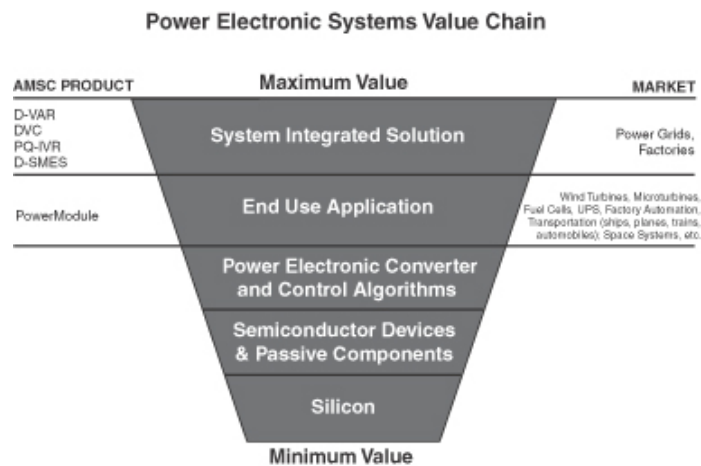 Power Electronic Systems Value Chain
AMSC PRODUCT
Maximum Value
MARKET
D-VAR
DVC
PQ-IVR
D-SMES
System Integrated Solution
Power Grids,
Factories
PowerModule
End Use Application
Wind Turbines, Microturbines,
Fuel Cells, UPS, Factory Automation,
Transportation (ships, planes, trains,
automobiles); Space Systems, etc.
Power Electronic Converter
and Control Algorithms
Semiconductor Devices
& Passive Components
Silicon
Minimum Value